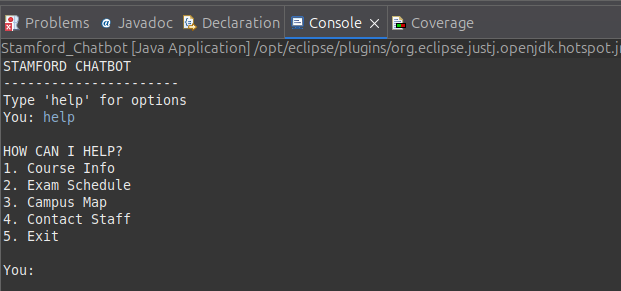 Problems Javadoc Declaration Console Coverage
Stamford_Chatbot [Java Application] /opt/eclipse/plugins/org.eclipse.justj.openjdk.hotspot.jr
STAMFORD CHATBOT
----------------------
Type 'help' for options
You: help
HOW CAN I HELP?
1. Course Info
2. Exam Schedule
3. Campus Map
4. Contact Staff
5. Exit
You: